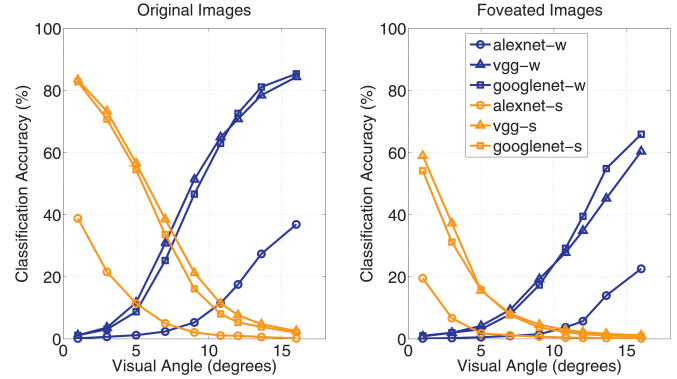 Original Images
Foveated Images
Classification Accuracy (%)
100
80
60
40
20
0
0
5
10
15
Visual Angle (degrees)
Classification Accuracy (%)
100
80
60
40
20
0
0
5
10
15
Visual Angle (degrees)
alexnet-w
vgg-w
googlenet-w
alexnet-s
vgg-s
googlenet-s